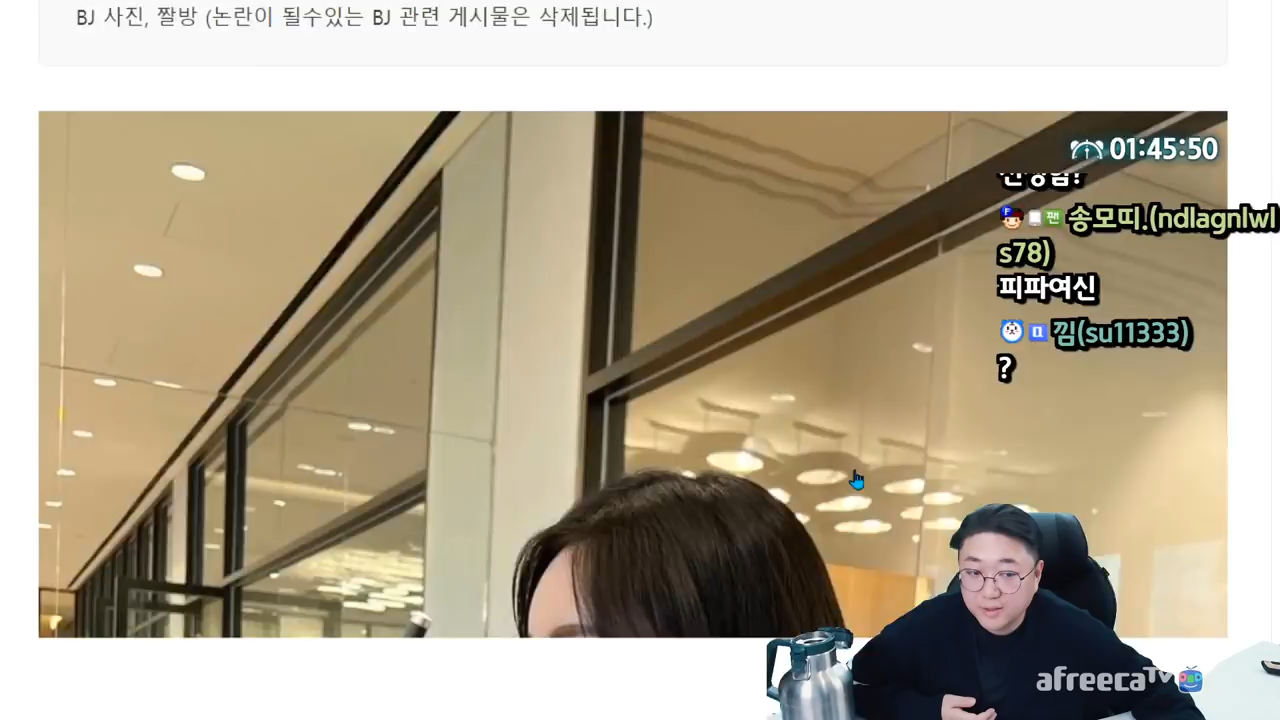 BJ 사진, 짤방 (논란이 될수있는 BJ 관련 게시물은 삭제됩니다.)
01:45:50
F 팬 송모띠.(ndlagnlwl
s78)
피파여신
낌(su11333)
?
afreecaTV